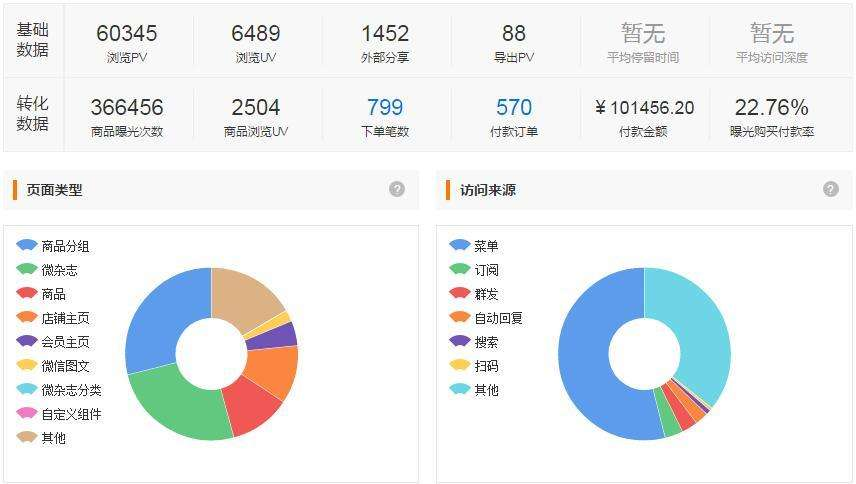 基础
数据
60345
浏览PV
6489
浏览UV
1452
外部分享
88
导出PV
暂无
平均停留时间
暂无
平均访问深度
转化
数据
366456
商品曝光次数
2504
商品浏览UV
799
下单笔数
570
付款订单
¥ 101456.20
付款金额
22.76%
曝光购买付款率
页面类型
?
商品分组
微杂志
商品
店铺主页
会员主页
微信图文
微杂志分类
自定义组件
其他
访问来源
?
菜单
订阅
群发
自动回复
搜索
扫码
其他